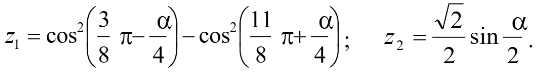 z₁ = cos²(3/8 π − α/4) − cos²(11/8 π + α/4);   z₂ = √2/2 sin α/2.